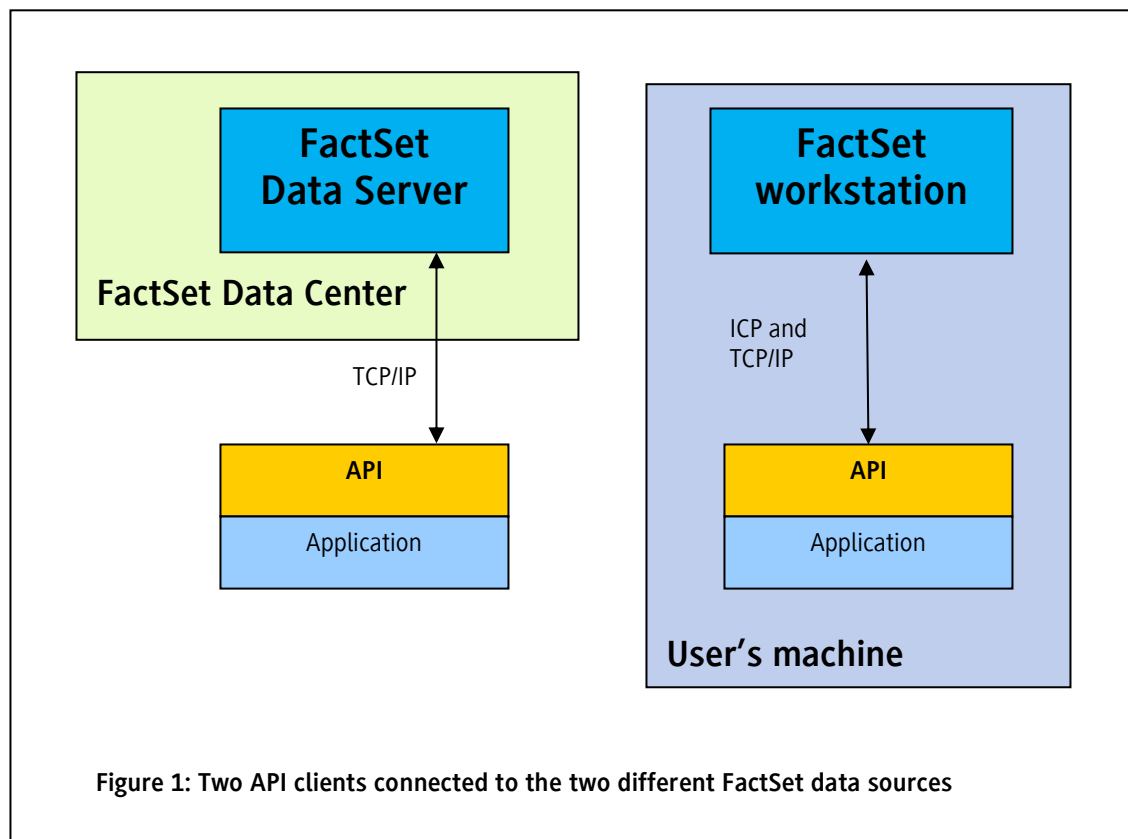 FactSet
Data Server
FactSet Data Center
TCP/IP
API
Application
FactSet
workstation
ICP and
TCP/IP
API
Application
User’s machine
Figure 1: Two API clients connected to the two different FactSet data sources